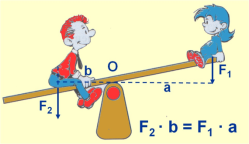 O
b
F₁
a
F₂
F₂ · b = F₁ · a